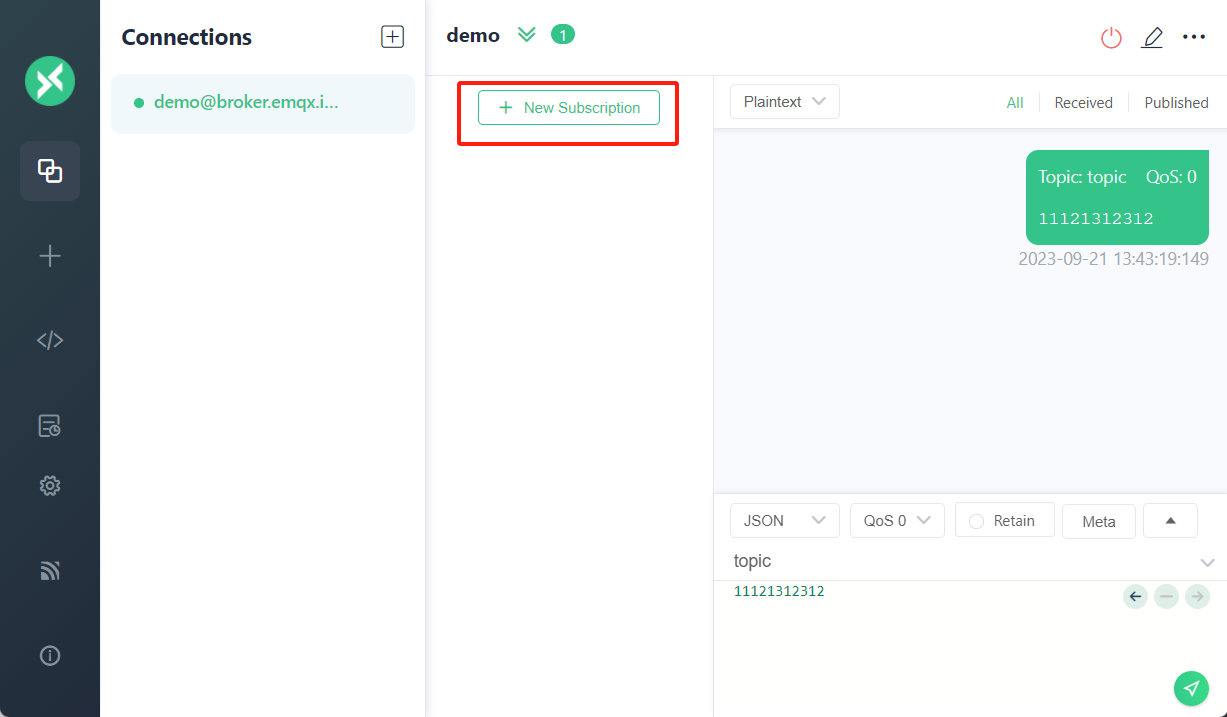 Connections
demo@broker.emqx.i...
demo
1
New Subscription
Plaintext
All
Received
Published
Topic: topic QoS: 0
11121312312
2023-09-21 13:43:19:149
JSON
QoS 0
Retain
Meta
topic
11121312312